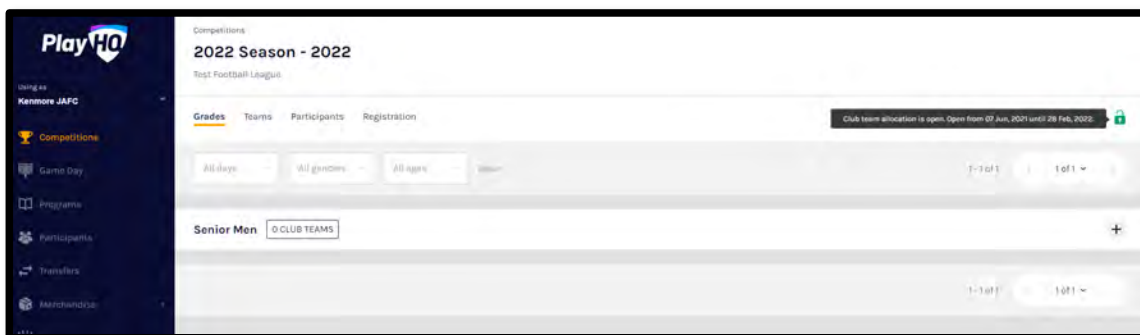 PlayHQ
Using as
Kenmore JAFC
Competitions
Game Day
Programs
Participants
Transfers
Merchandise
Competitions
2022 Season - 2022
Test Football League
Grades Teams Participants Registration
Club team allocation is open. Open from 07 Jun, 2021 until 28 Feb, 2022.
All days All genders All ages
1-1 of 1 1 of 1
Senior Men 0 CLUB TEAMS +
1-1 of 1 1 of 1